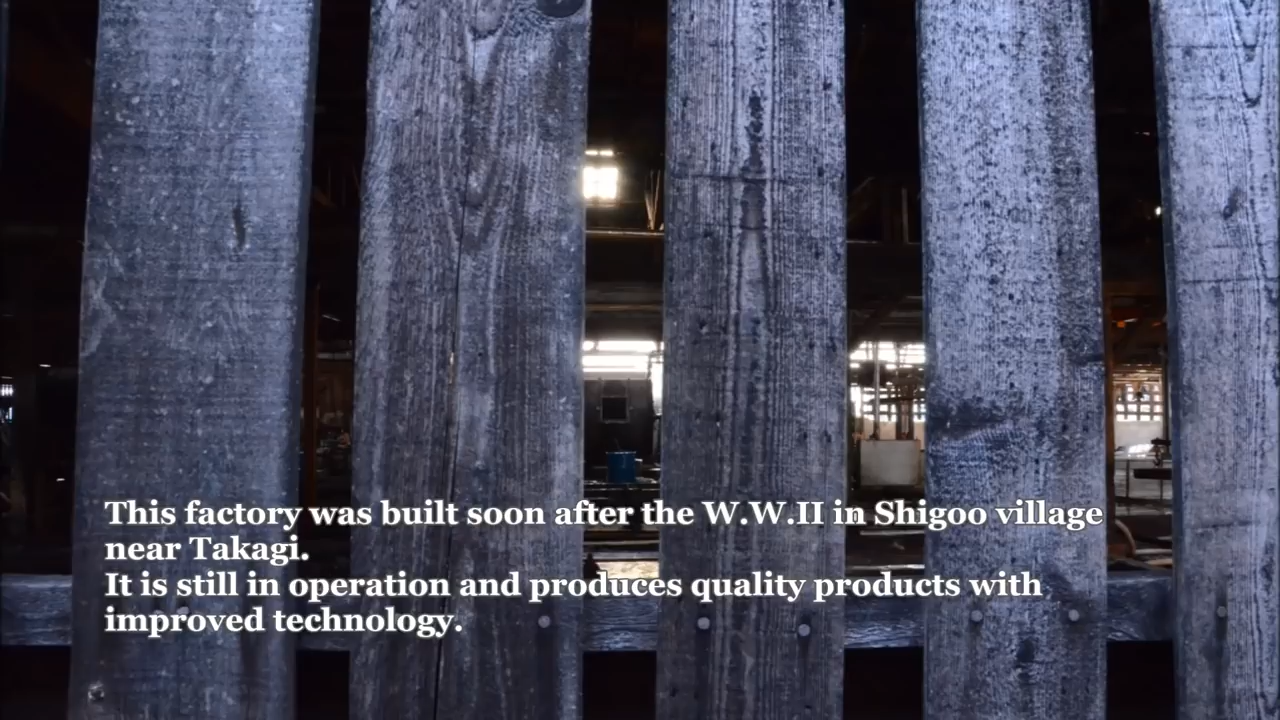 This factory was built soon after the W.W.II in Shigoo village
near Takagi.
It is still in operation and produces quality products with
improved technology.